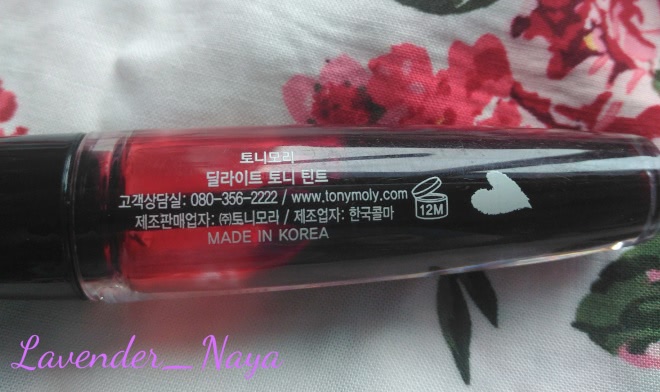 토니모리
딜라이트 토니 틴트
고객상담실: 080-356-2222 / www.tonymoly.com
제조판매업자: ㈜토니모리 / 제조업자: 한국콜마
MADE IN KOREA
12M
Lavender_Naya